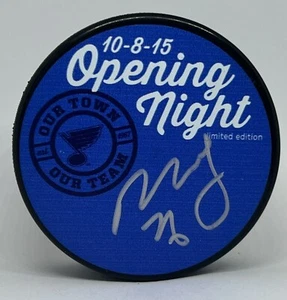 10-8-15
Opening
Night
limited edition
OUR TOWN
OUR TEAM